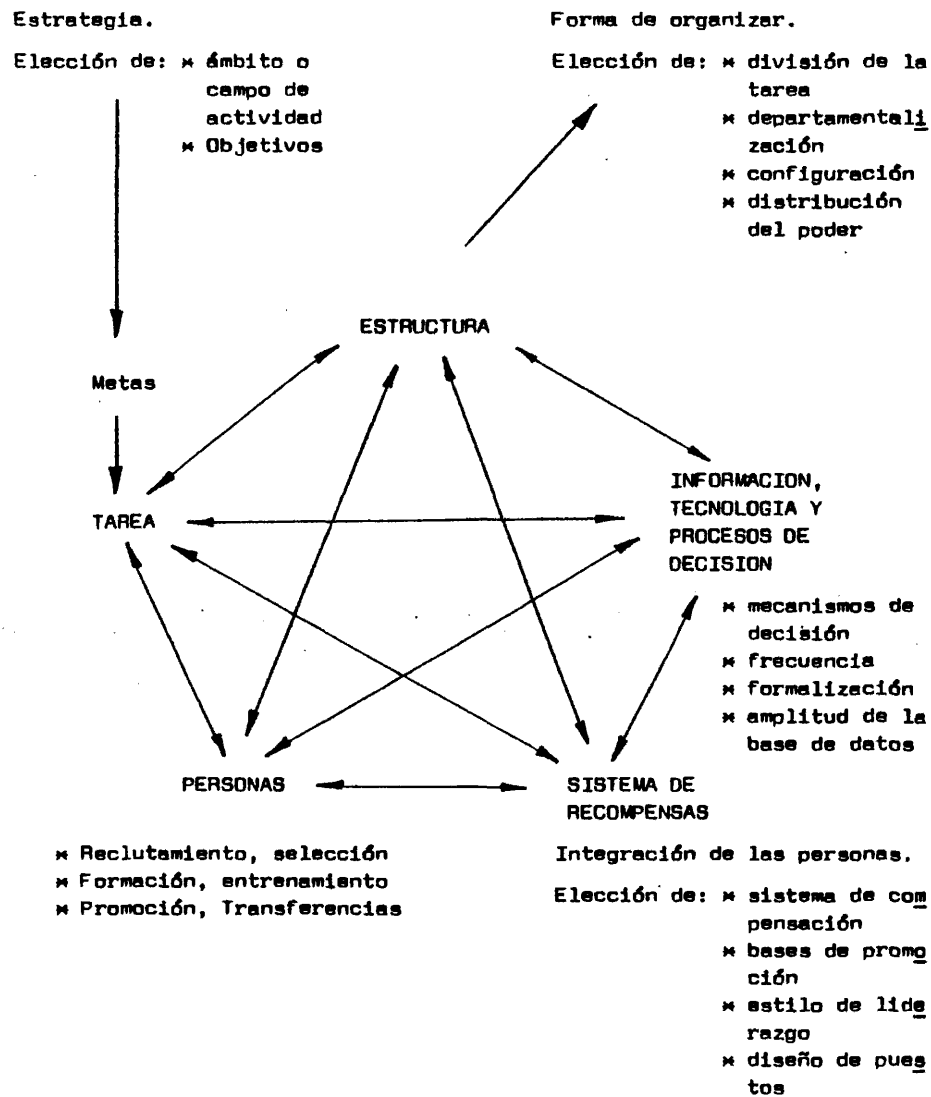 Estrategia.
Elección de: * ámbito o
campo de
actividad
* Objetivos
Forma de organizar.
Elección de: * división de la
tarea
* departamentali
zación
* configuración
* distribución
del poder
ESTRUCTURA
Metas
TAREA
INFORMACION,
TECNOLOGIA Y
PROCESOS DE
DECISION
* mecanismos de
decisión
* frecuencia
* formalización
* amplitud de la
base de datos
PERSONAS
* Reclutamiento, selección
* Formación, entrenamiento
* Promoción, Transferencias
SISTEMA DE
RECOMPENSAS
Integración de las personas.
Elección de: * sistema de com
pensación
* bases de promo
ción
* estilo de lide
razgo
* diseño de pues
tos